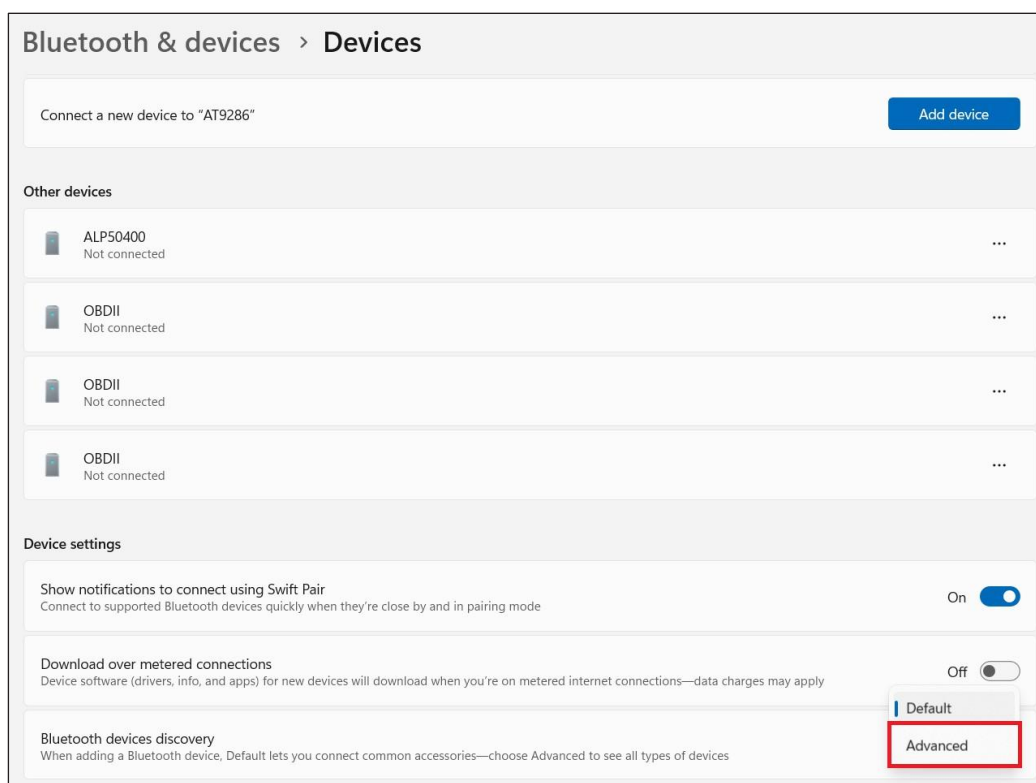 Bluetooth & devices > Devices
Connect a new device to “AT9286”
Add device
Other devices
ALP50400
Not connected
OBDII
Not connected
OBDII
Not connected
OBDII
Not connected
Device settings
Show notifications to connect using Swift Pair
Connect to supported Bluetooth devices quickly when they're close by and in pairing mode
On
Download over metered connections
Device software (drivers, info, and apps) for new devices will download when you're on metered internet connections—data charges may apply
Off
Default
Bluetooth devices discovery
When adding a Bluetooth device, Default lets you connect common accessories—choose Advanced to see all types of devices
Advanced